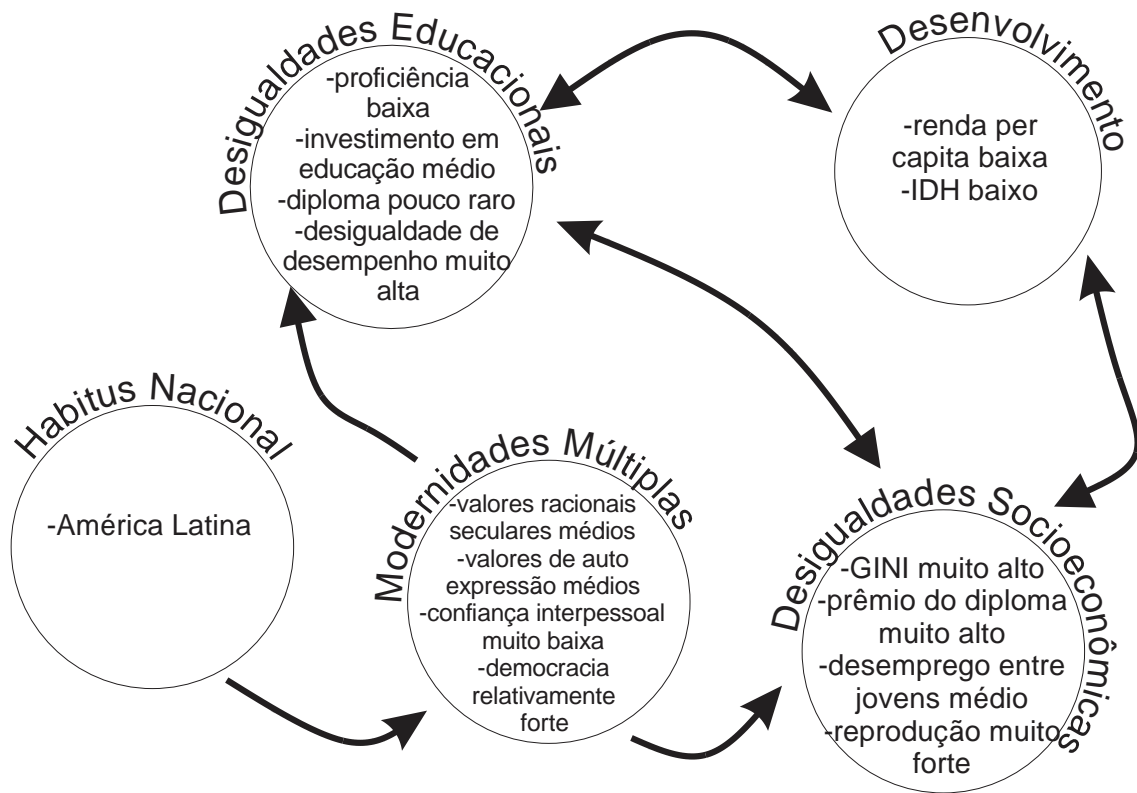 Desigualdades Educacionais
-proficiência
baixa
-investimento em
educação médio
-diploma pouco raro
-desigualdade de
desempenho muito
alta
Desenvolvimento
-renda per
capita baixa
-IDH baixo
Habitus Nacional
-América Latina
Modernidades Múltiplas
-valores racionais
seculares médios
-valores de auto
expressão médios
-confiança interpessoal
muito baixa
-democracia
relativamente
forte
Desigualdades Socioeconômicas
-GINI muito alto
-prêmio do diploma
muito alto
-desemprego entre
jovens médio
-reprodução muito
forte